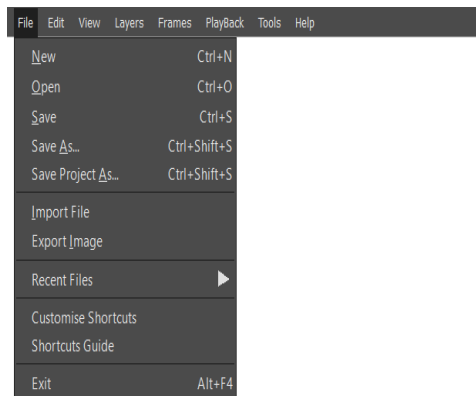 File Edit View Layers Frames PlayBack Tools Help
New Ctrl+N
Open Ctrl+O
Save Ctrl+S
Save As... Ctrl+Shift+S
Save Project As... Ctrl+Shift+S
Import File
Export Image
Recent Files
Customise Shortcuts
Shortcuts Guide
Exit Alt+F4